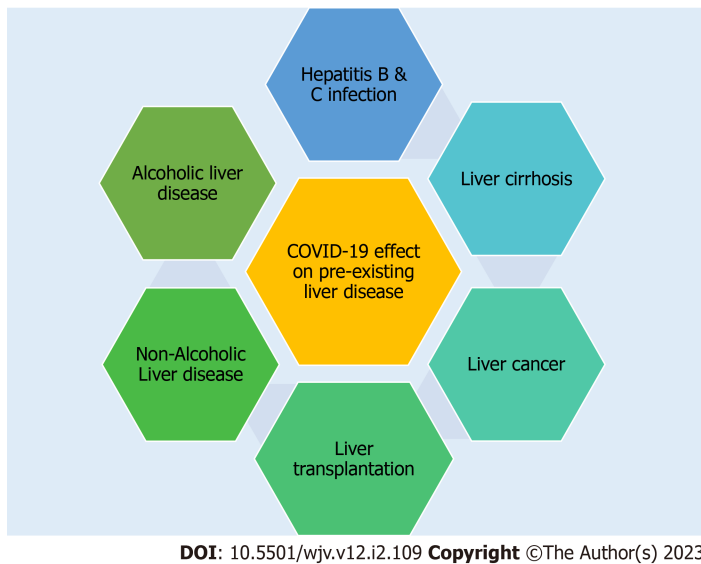 Hepatitis B &
C infection
Alcoholic liver
disease
Liver cirrhosis
COVID-19 effect
on pre-existing
liver disease
Non-Alcoholic
Liver disease
Liver cancer
Liver
transplantation
DOI: 10.5501/wjv.v12.i2.109 Copyright ©The Author(s) 2023